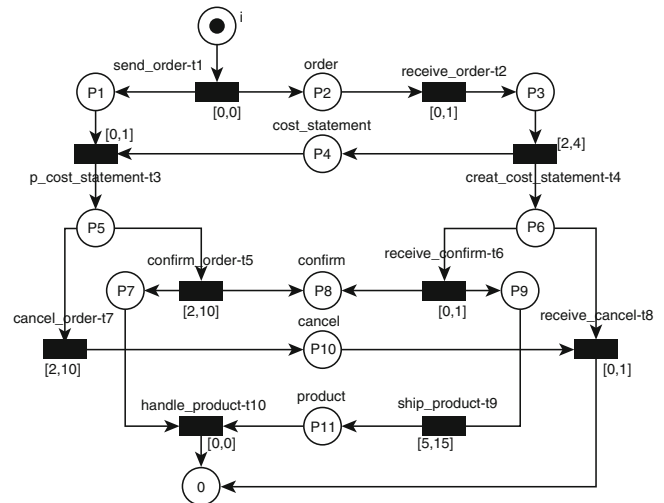 i
send_order-t1
order
receive_order-t2
P1
P2
P3
[0,0]
[0,1]
[0,1]
cost_statement
[2,4]
P4
p_cost_statement-t3
creat_cost_statement-t4
P5
P6
confirm_order-t5
confirm
receive_confirm-t6
P7
P8
P9
[2,10]
[0,1]
cancel_order-t7
cancel
receive_cancel-t8
P10
[2,10]
[0,1]
product
handle_product-t10
ship_product-t9
P11
[0,0]
[5,15]
0